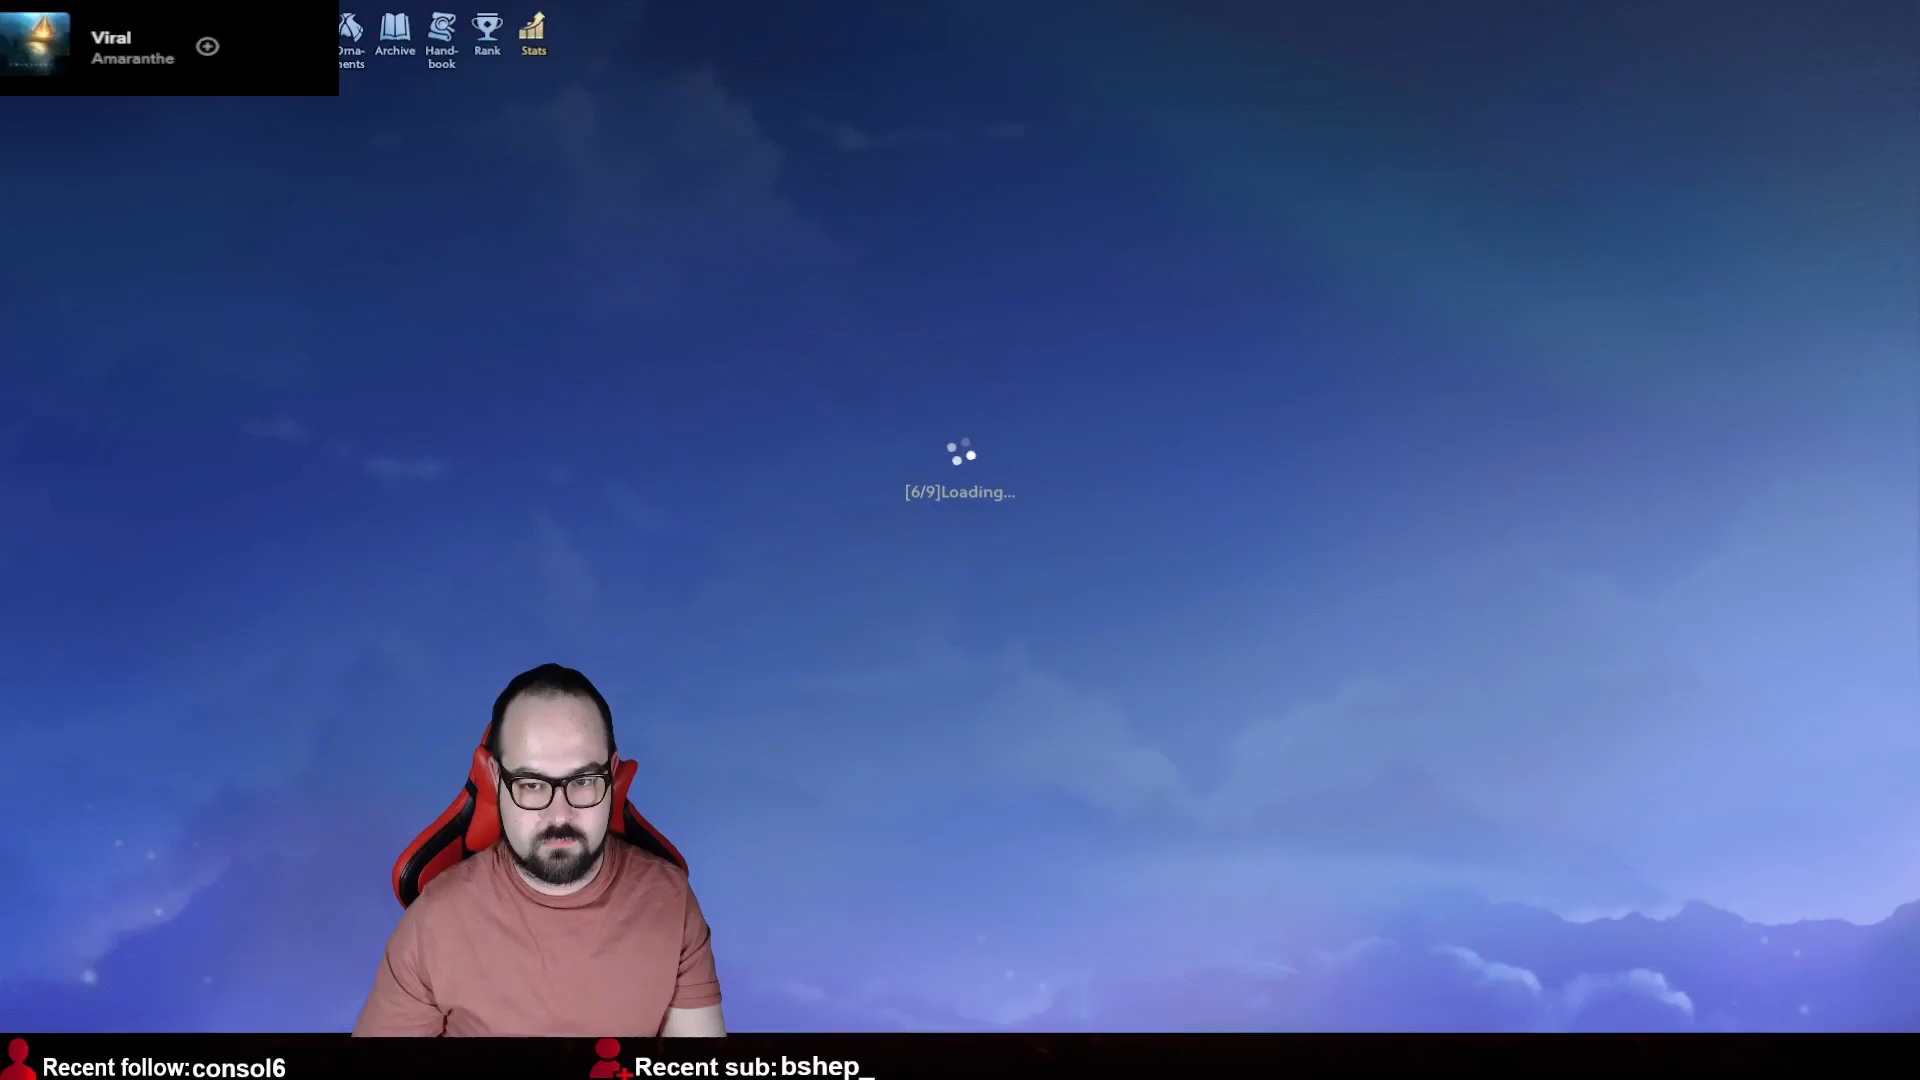 Viral
Amaranthe
Orna-
ments
Archive
Hand-
book
Rank
Stats
[6/9]Loading...
Recent follow:consol6
Recent sub:bshep_